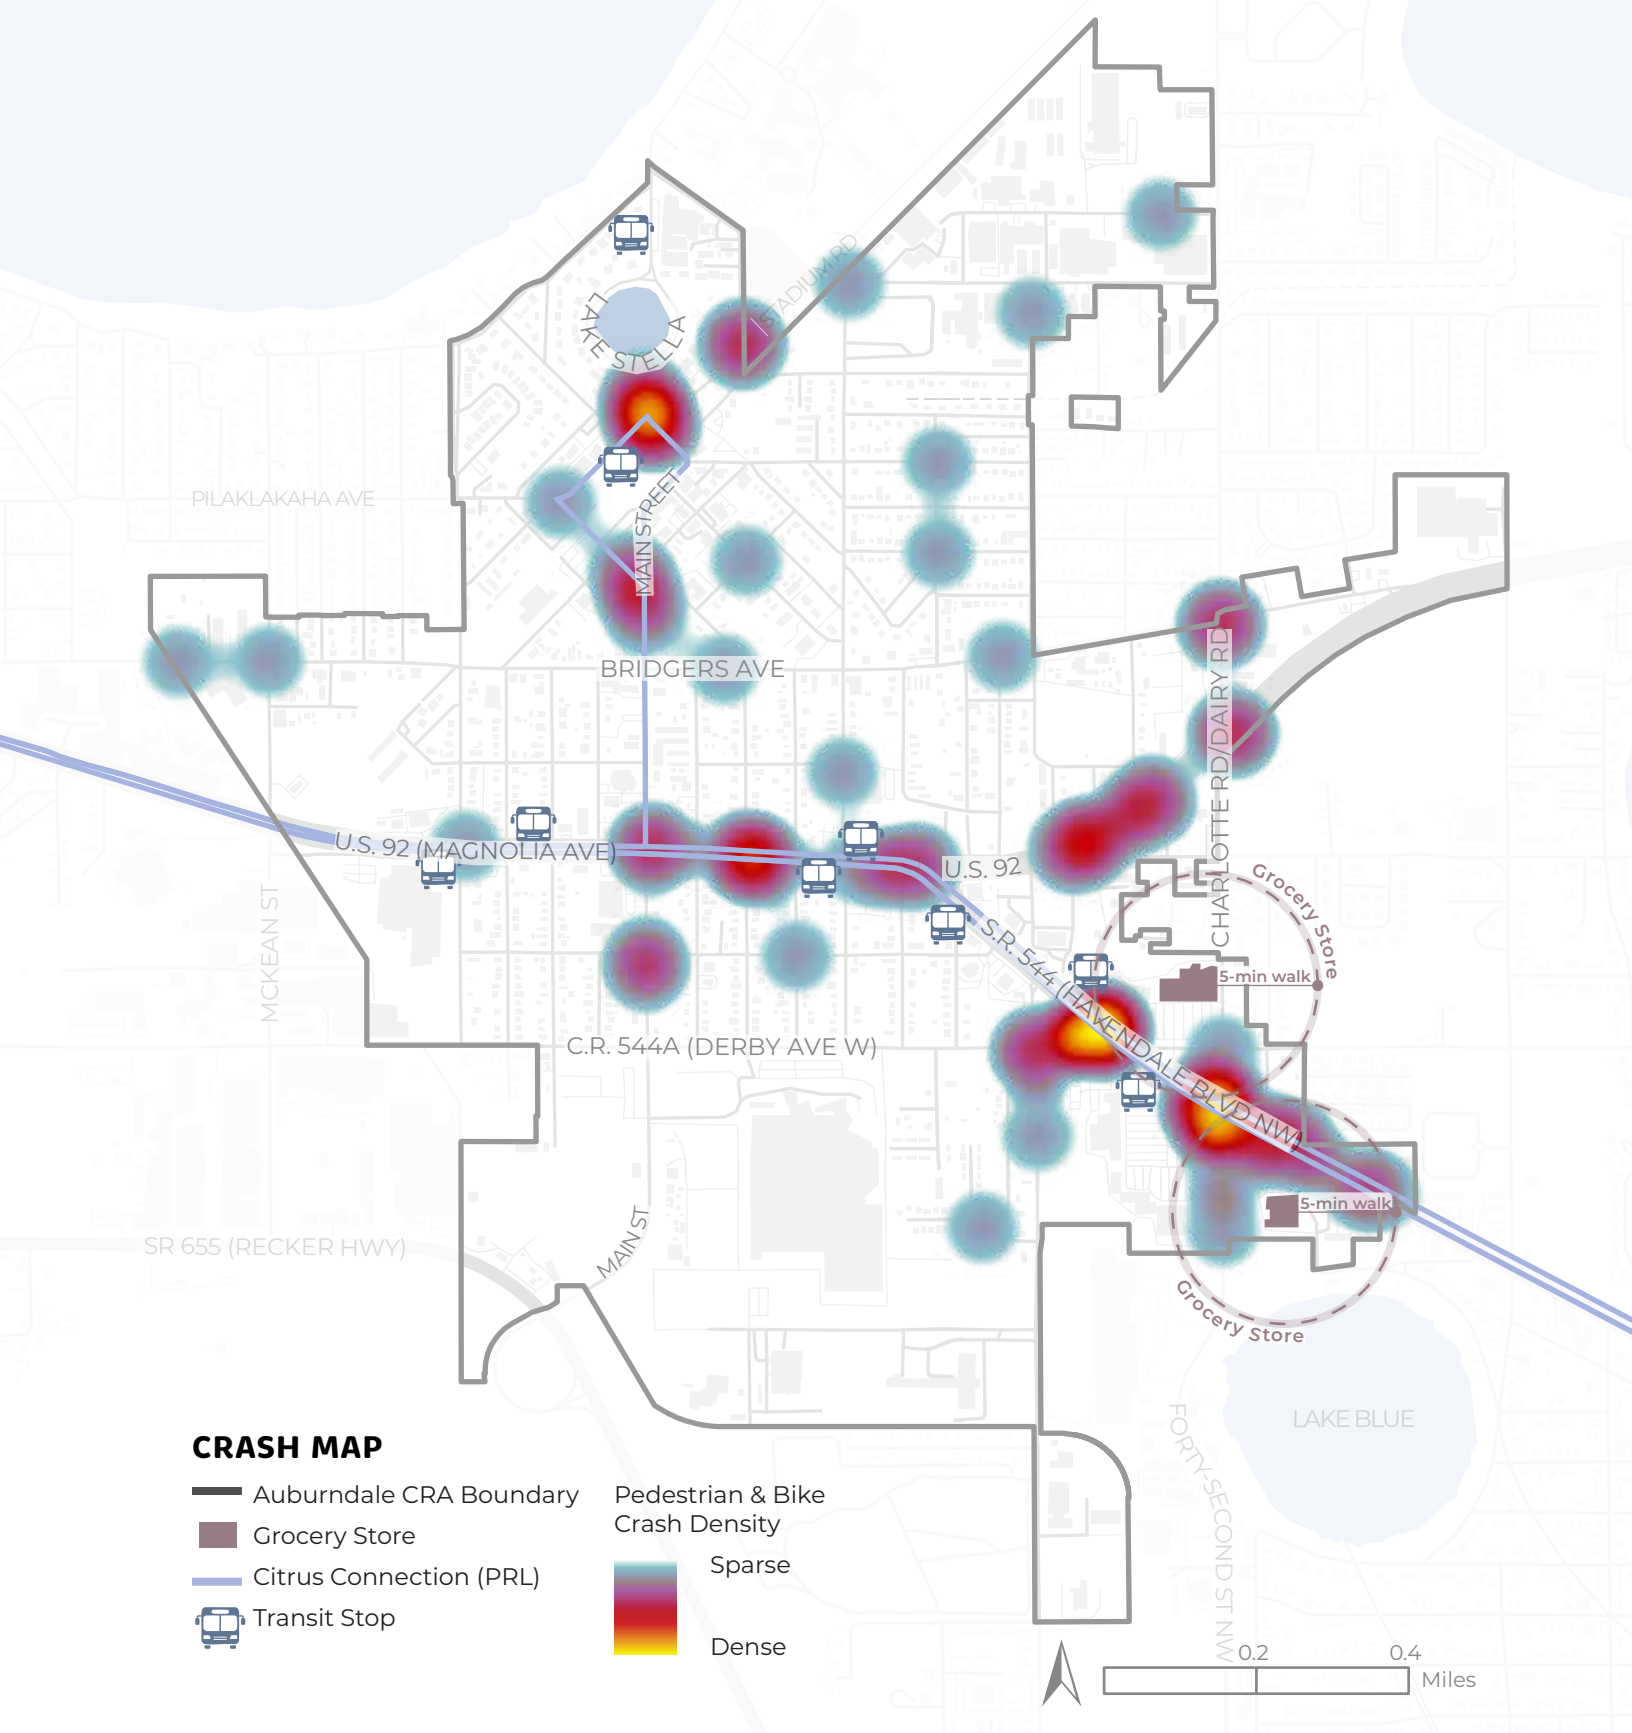 STADIUM RD
LAKE STELLA
PILAKLAKAHA AVE
MAIN STREET
BRIDGERS AVE
CHARLOTTE RD/DAIRY RD
U.S. 92 (MAGNOLIA AVE)
U.S. 92
Grocery Store
MCKEAN ST
S.R. 544 (HAVENDALE BLVD NW)
5-min walk
C.R. 544A (DERBY AVE W)
5-min walk
MAIN ST
SR 655 (RECKER HWY)
Grocery Store
LAKE BLUE
FORTY-SECOND ST NW
CRASH MAP
Auburndale CRA Boundary
Grocery Store
Citrus Connection (PRL)
Transit Stop
Pedestrian & Bike
Crash Density
Sparse
Dense
0.2
0.4
Miles